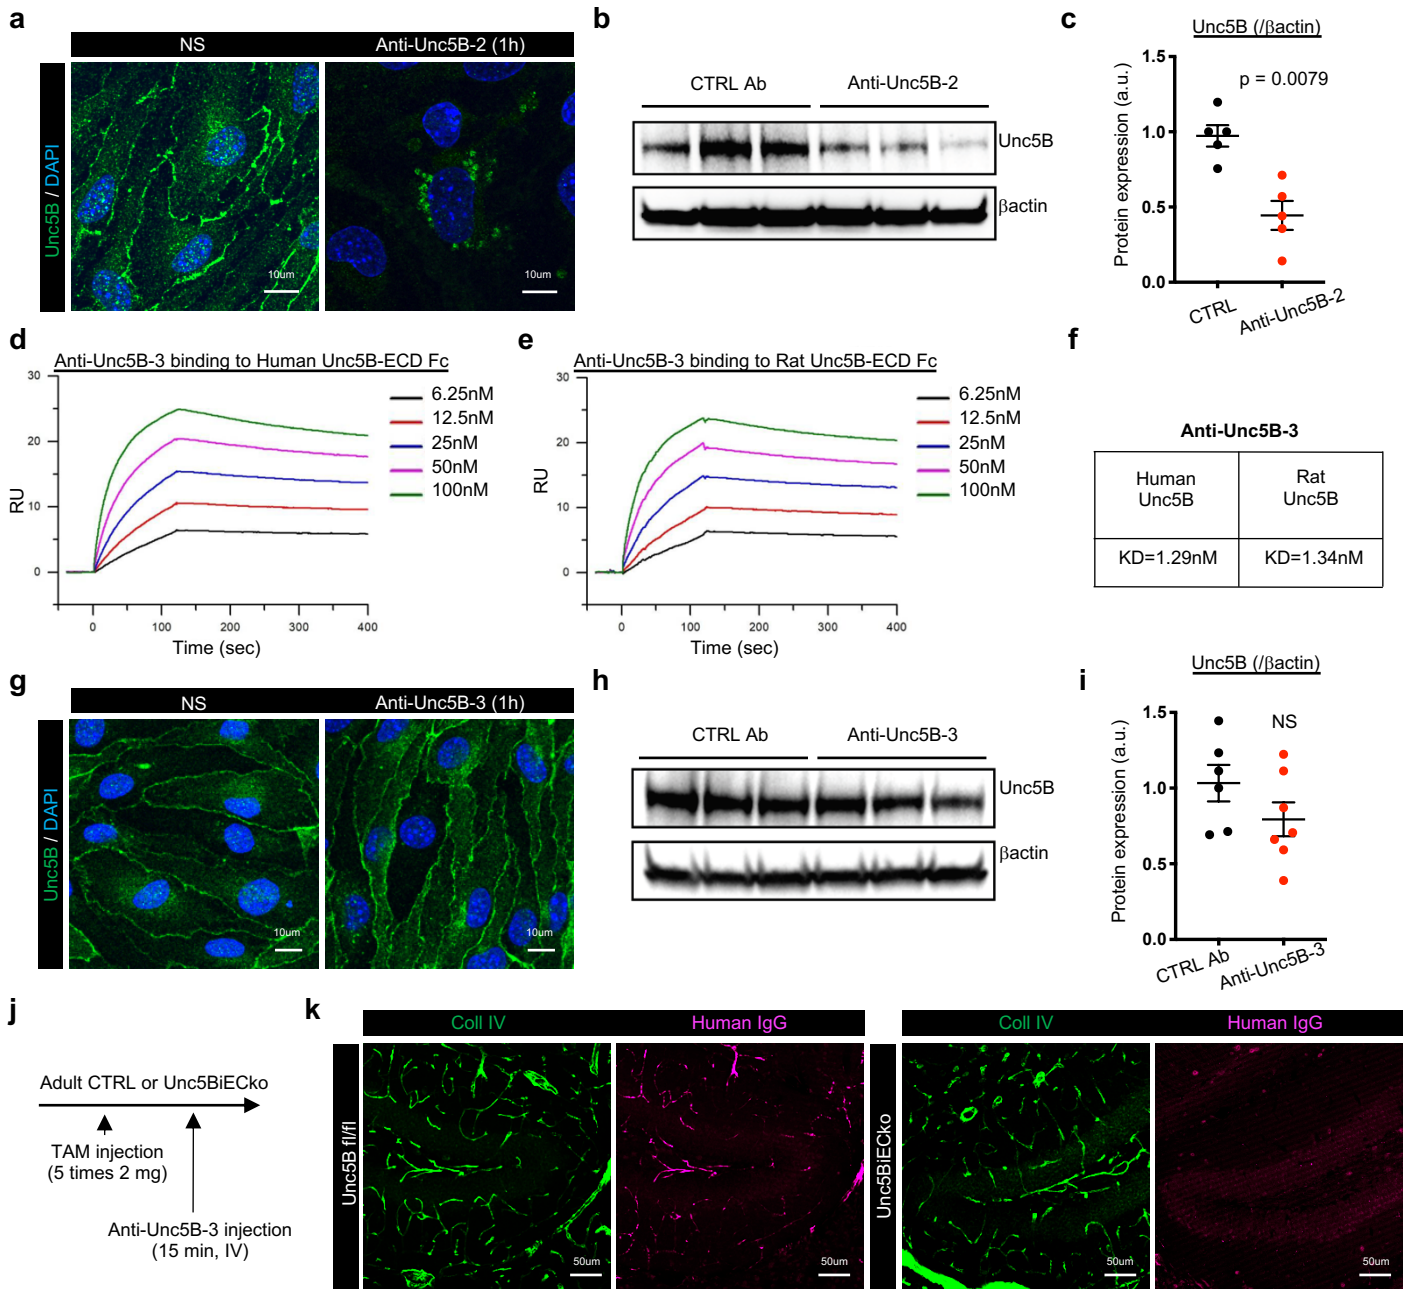 a
NS
Anti-Unc5B-2 (1h)
Unc5B / DAPI
10um
10um
b
CTRL Ab
Anti-Unc5B-2
Unc5B
βactin
c
Unc5B (/βactin)
Protein expression (a.u.)
1.5
1.0
0.5
0.0
p = 0.0079
CTRL
Anti-Unc5B-2
d
Anti-Unc5B-3 binding to Human Unc5B-ECD Fc
RU
30
20
10
0
0
100
200
300
400
Time (sec)
6.25nM
12.5nM
25nM
50nM
100nM
e
Anti-Unc5B-3 binding to Rat Unc5B-ECD Fc
RU
30
20
10
0
0
100
200
300
400
Time (sec)
6.25nM
12.5nM
25nM
50nM
100nM
f
Anti-Unc5B-3
Human
Unc5B
Rat
Unc5B
KD=1.29nM
KD=1.34nM
g
NS
Anti-Unc5B-3 (1h)
Unc5B / DAPI
10um
10um
h
CTRL Ab
Anti-Unc5B-3
Unc5B
βactin
i
Unc5B (/βactin)
Protein expression (a.u.)
1.5
1.0
0.5
0.0
NS
CTRL Ab
Anti-Unc5B-3
j
Adult CTRL or Unc5BiECko
TAM injection
(5 times 2 mg)
Anti-Unc5B-3 injection
(15 min, IV)
k
Coll IV
Human IgG
Unc5B fl/fl
50um
50um
Coll IV
Human IgG
Unc5BiECko
50um
50um